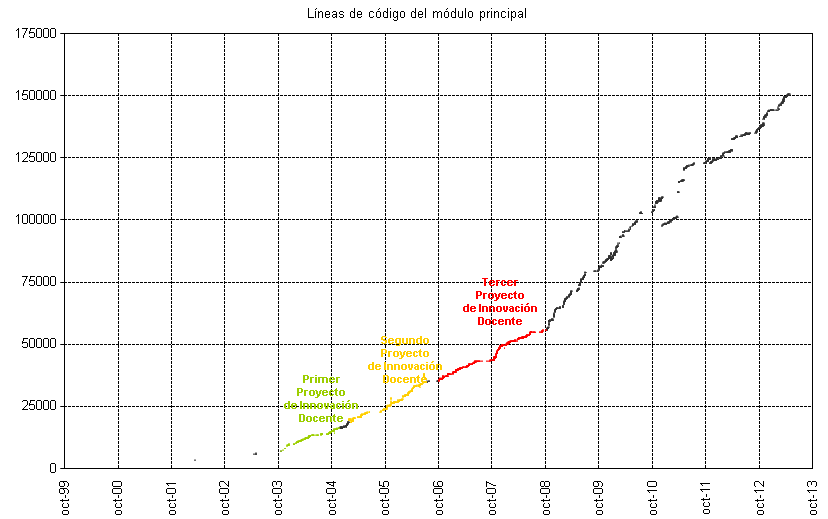 Líneas de código del módulo principal
175000
150000
125000
100000
75000
50000
25000
0
Tercer
Proyecto
de Innovación
Docente
Segundo
Proyecto
de Innovación
Docente
Primer
Proyecto
de Innovación
Docente
oct-99
oct-00
oct-01
oct-02
oct-03
oct-04
oct-05
oct-06
oct-07
oct-08
oct-09
oct-10
oct-11
oct-12
oct-13